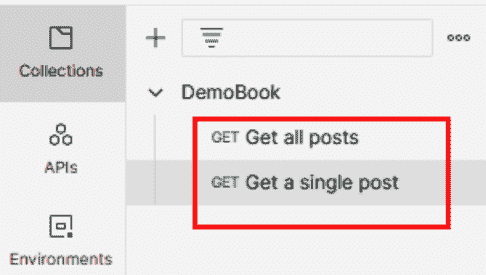 Collections
APIs
Environments
DemoBook
GET Get all posts
GET Get a single post